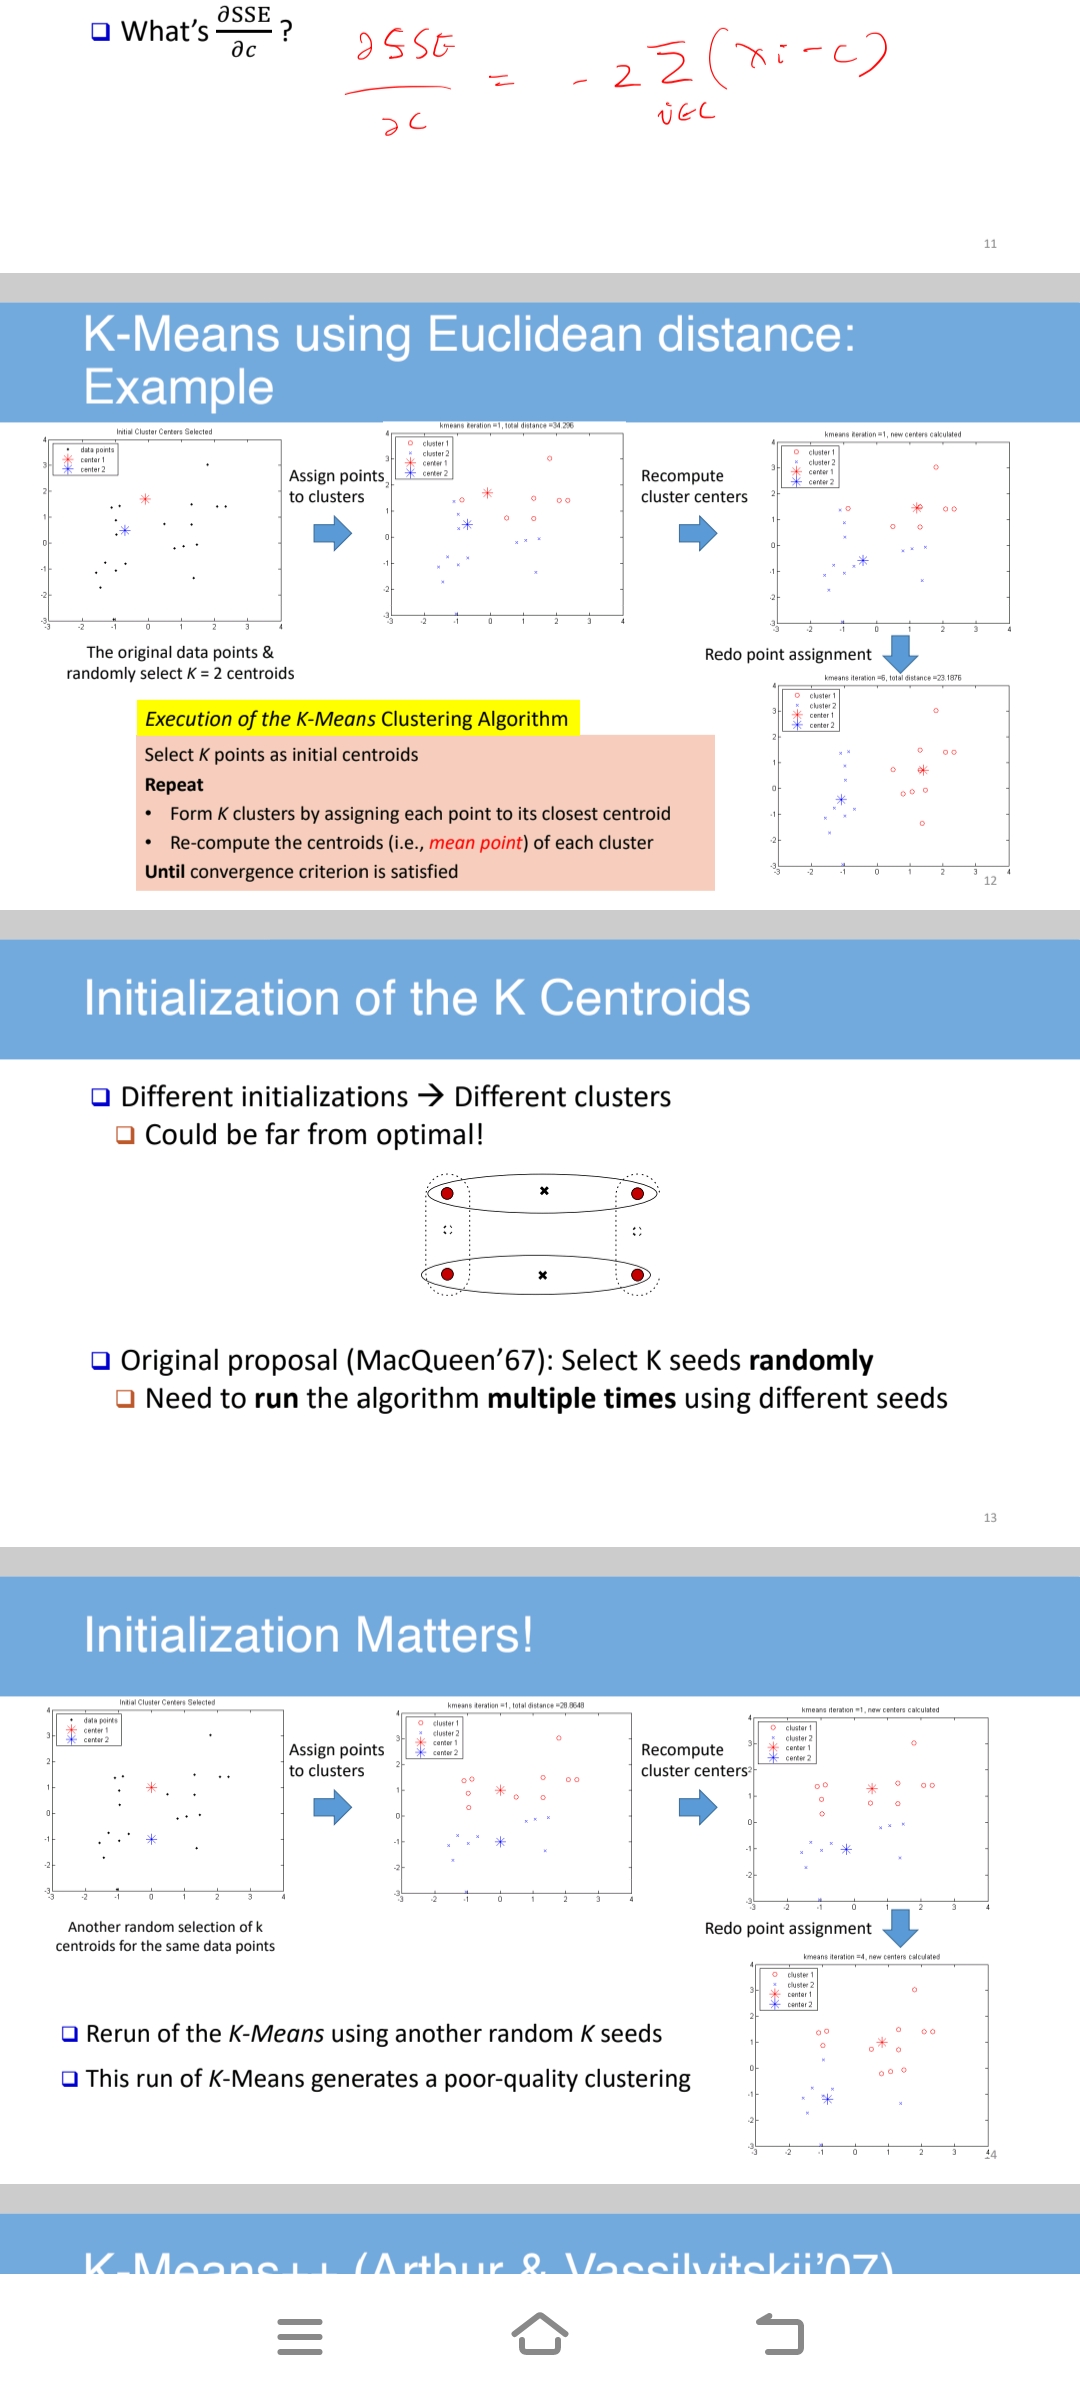 ❑ What's ∂SSE/∂c ?
∂SSE/∂c = -2 Σ i∈C (xi - c)
11
K-Means using Euclidean distance:
Example
Initial Cluster Centers Selected
data points
center 1
center 2
Assign points
to clusters
kmeans iteration =1, total distance =34.296
cluster 1
cluster 2
center 1
center 2
Recompute
cluster centers
kmeans iteration =1, new centers calculated
cluster 1
cluster 2
center 1
center 2
The original data points &
randomly select K = 2 centroids
Redo point assignment
kmeans iteration =6, total distance =23.1876
cluster 1
cluster 2
center 1
center 2
Execution of the K-Means Clustering Algorithm
Select K points as initial centroids
Repeat
• Form K clusters by assigning each point to its closest centroid
• Re-compute the centroids (i.e., mean point) of each cluster
Until convergence criterion is satisfied
12
Initialization of the K Centroids
❑ Different initializations → Different clusters
❑ Could be far from optimal!
❑ Original proposal (MacQueen'67): Select K seeds randomly
❑ Need to run the algorithm multiple times using different seeds
13
Initialization Matters!
Initial Cluster Centers Selected
data points
center 1
center 2
Assign points
to clusters
kmeans iteration =1, total distance =28.8648
cluster 1
cluster 2
center 1
center 2
Recompute
cluster centers
kmeans iteration =1, new centers calculated
cluster 1
cluster 2
center 1
center 2
Another random selection of k
centroids for the same data points
Redo point assignment
kmeans iteration =4, new centers calculated
cluster 1
cluster 2
center 1
center 2
❑ Rerun of the K-Means using another random K seeds
❑ This run of K-Means generates a poor-quality clustering
K-Means++ (Arthur & Vassilvitskii'07)